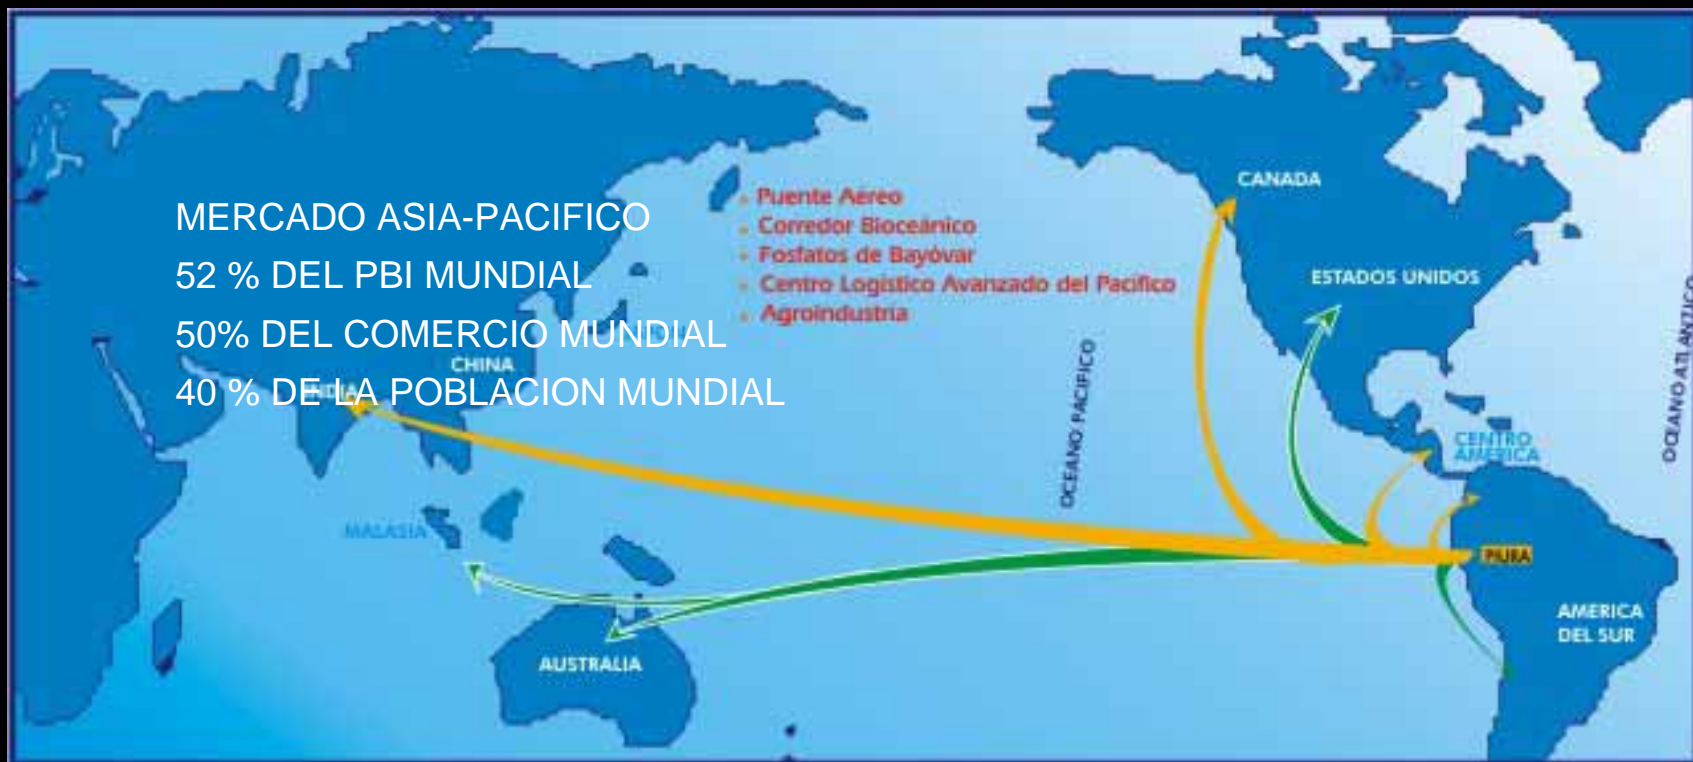 MERCADO ASIA-PACIFICO
52 % DEL PBI MUNDIAL
50% DEL COMERCIO MUNDIAL
40 % DE LA POBLACION MUNDIAL
Puente Aéreo
Corredor Bioceánico
Fosfatos de Bayóvar
Centro Logístico Avanzado del Pacífico
Agroindustria
CHINA
INDIA
MALASIA
AUSTRALIA
OCEANO PACIFICO
CANADA
ESTADOS UNIDOS
CENTRO
AMERICA
PIURA
AMERICA
DEL SUR
OCEANO ATLANTICO